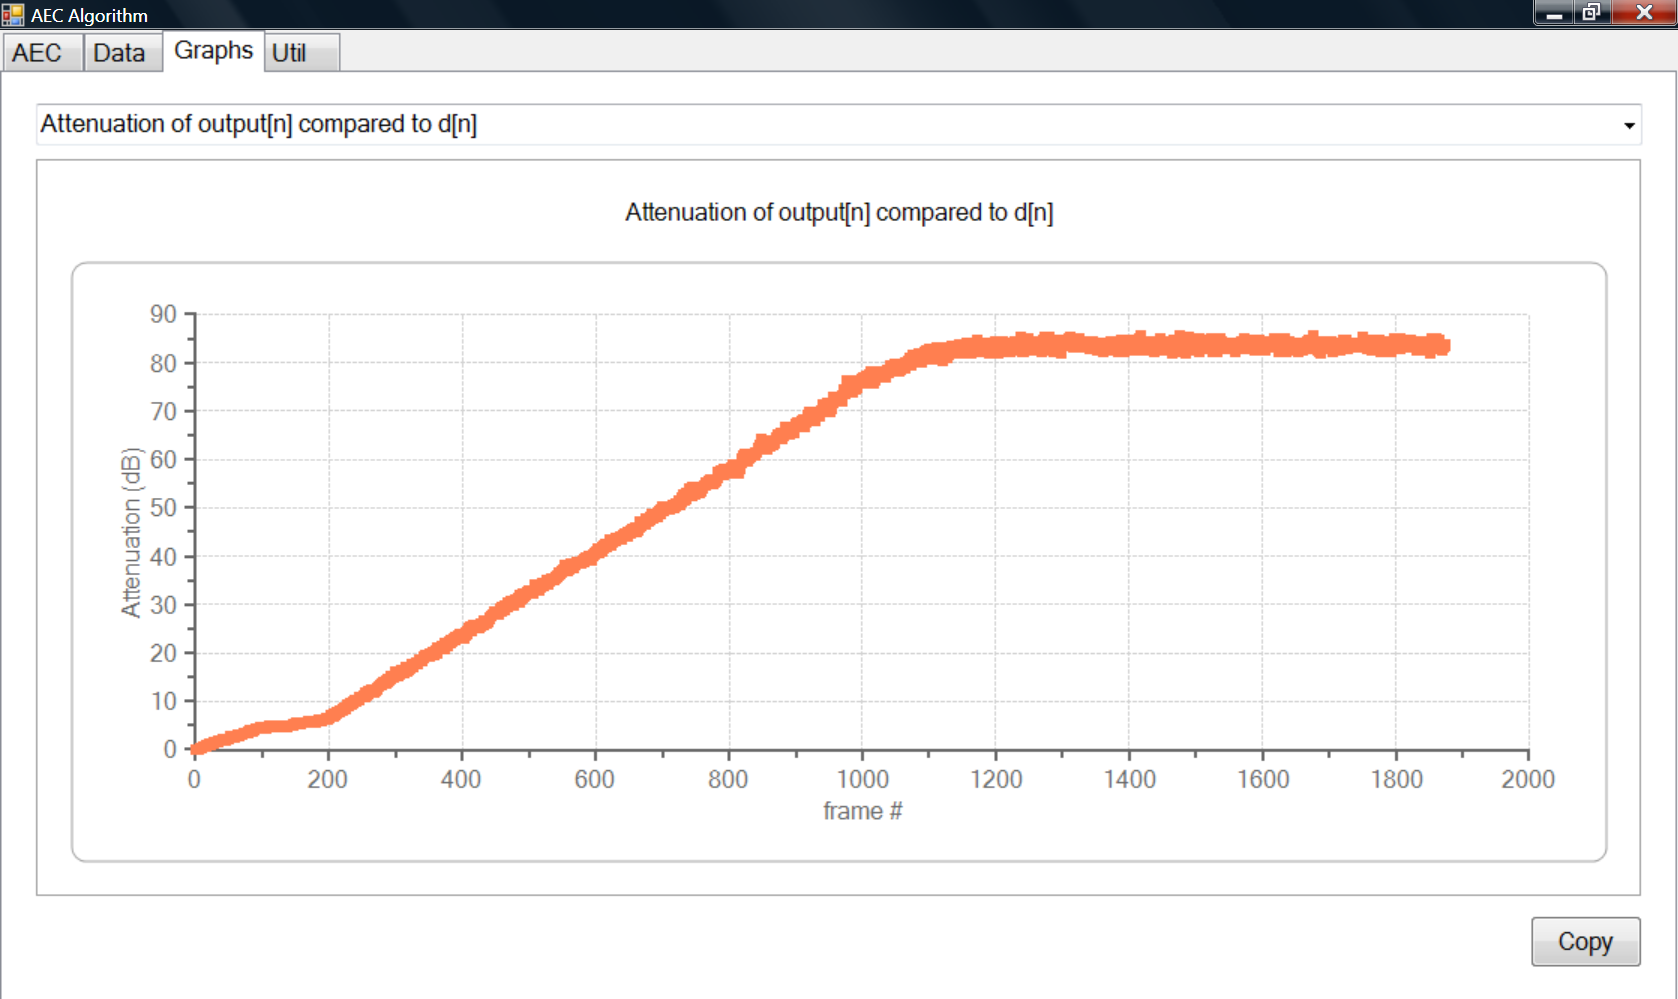 AEC Algorithm
AEC Data Graphs Util
Attenuation of output[n] compared to d[n]
Attenuation of output[n] compared to d[n]
Attenuation (dB)
90
80
70
60
50
40
30
20
10
0
0 200 400 600 800 1000 1200 1400 1600 1800 2000
frame #
Copy